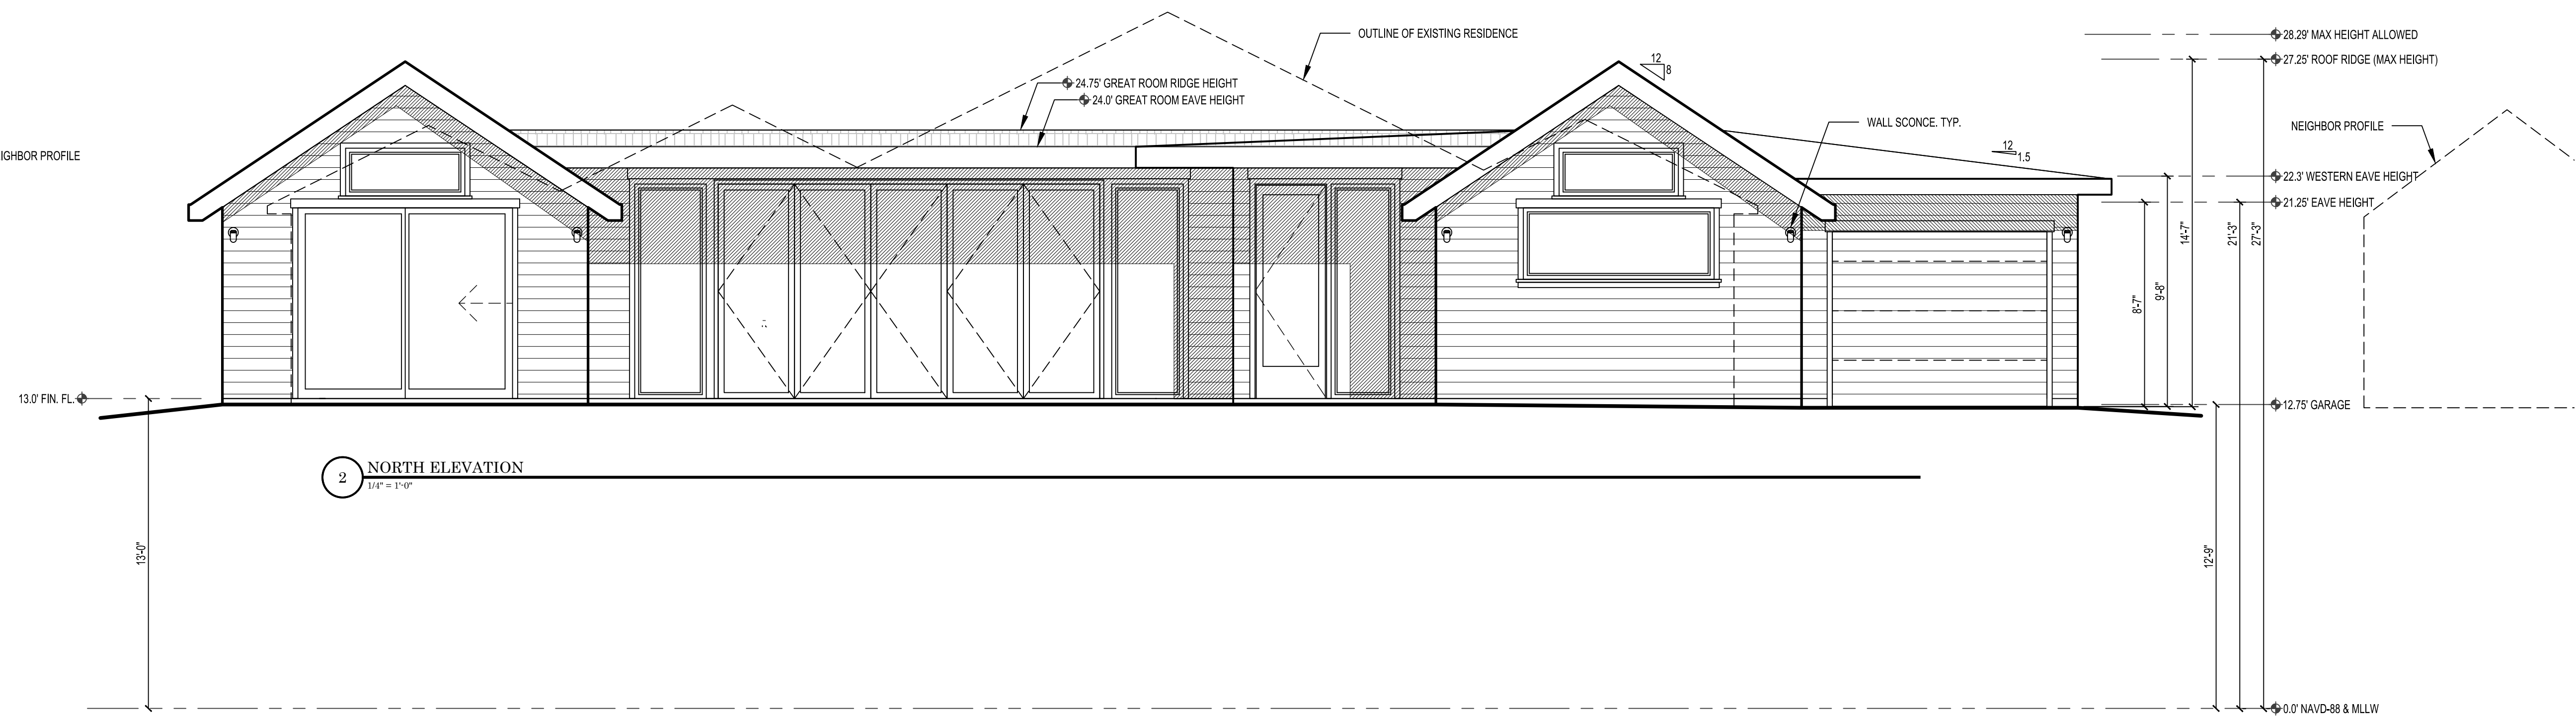 OUTLINE OF EXISTING RESIDENCE
28.29' MAX HEIGHT ALLOWED
27.25' ROOF RIDGE (MAX HEIGHT)
12
8
24.75' GREAT ROOM RIDGE HEIGHT
24.0' GREAT ROOM EAVE HEIGHT
WALL SCONCE. TYP.
NEIGHBOR PROFILE
IGHBOR PROFILE
12
1.5
22.3' WESTERN EAVE HEIGHT
21.25' EAVE HEIGHT
14'-7"
21'-3"
27'-3"
8'-7"
9'-8"
13.0' FIN. FL.
12.75' GARAGE
2
NORTH ELEVATION
1/4" = 1'-0"
13'-0"
12'-9"
0.0' NAVD-88 & MLLW